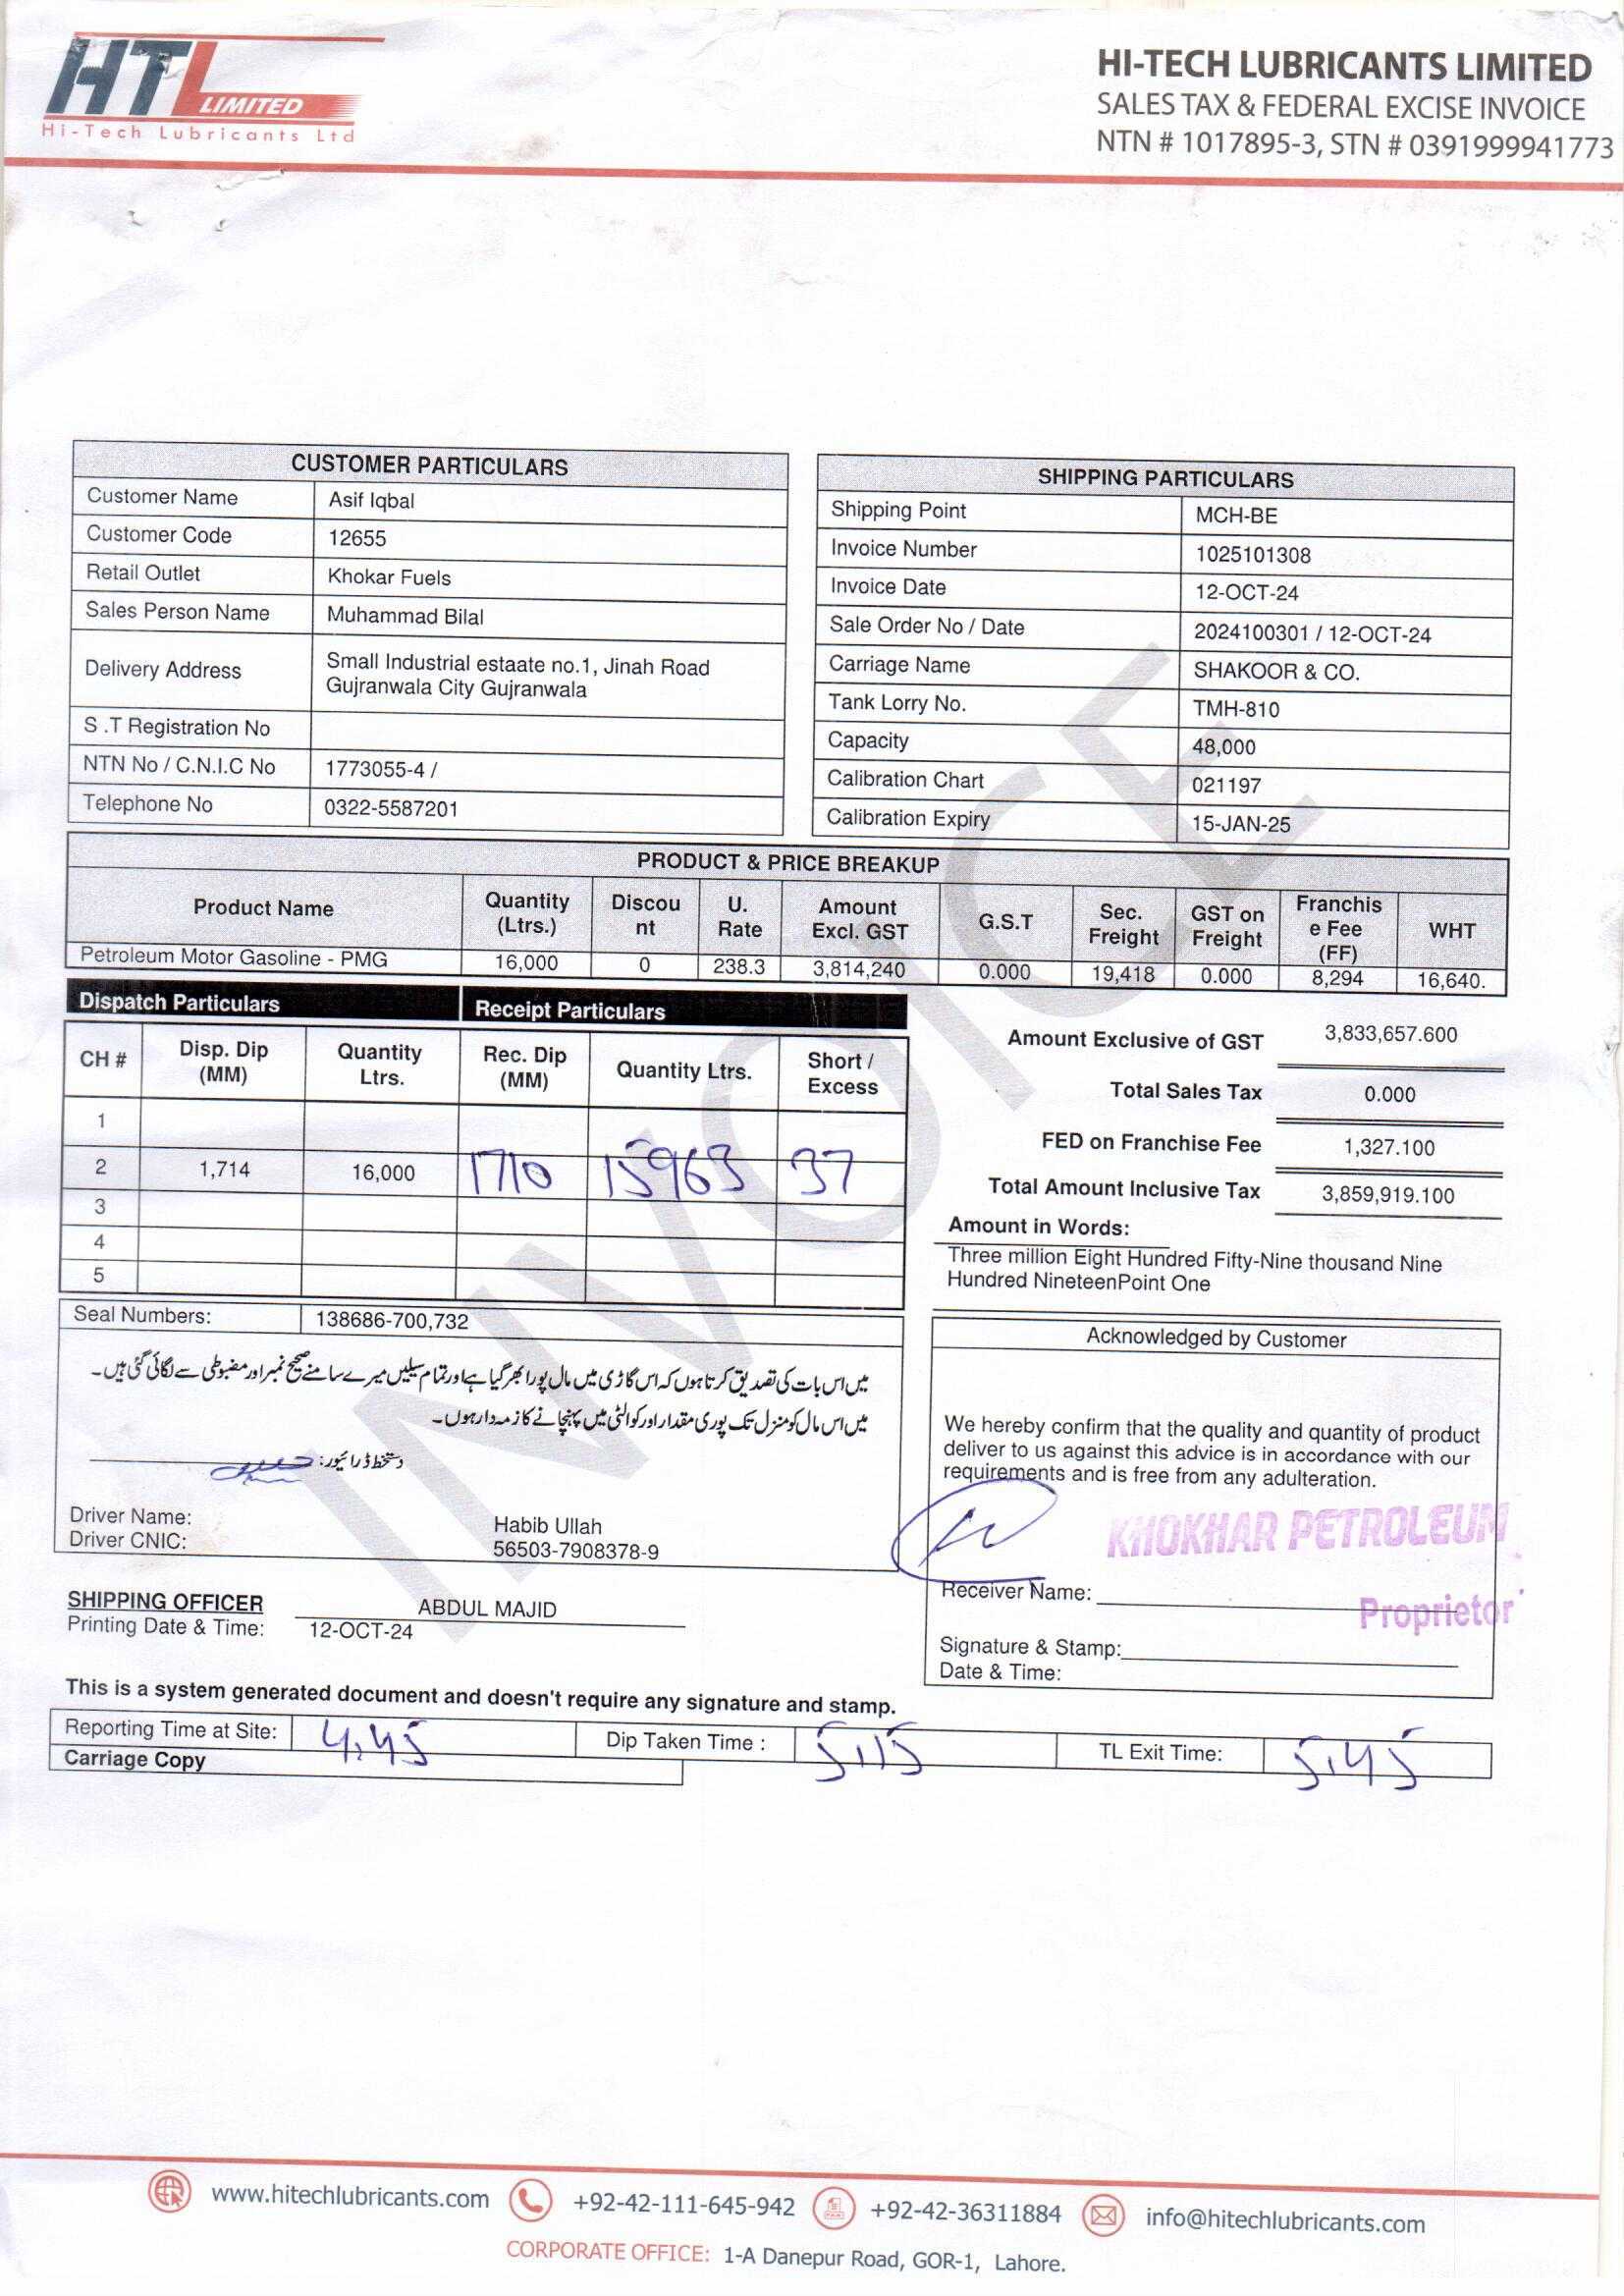 HTL
LIMITED
Hi-Tech Lubricants Ltd
HI-TECH LUBRICANTS LIMITED
SALES TAX & FEDERAL EXCISE INVOICE
NTN # 1017895-3, STN # 0391999941773
CUSTOMER PARTICULARS
Customer Name Asif Iqbal
Customer Code 12655
Retail Outlet Khokar Fuels
Sales Person Name Muhammad Bilal
Delivery Address Small Industrial estaate no.1, Jinah Road
Gujranwala City Gujranwala
S .T Registration No
NTN No / C.N.I.C No 1773055-4 /
Telephone No 0322-5587201
SHIPPING PARTICULARS
Shipping Point MCH-BE
Invoice Number 1025101308
Invoice Date 12-OCT-24
Sale Order No / Date 2024100301 / 12-OCT-24
Carriage Name SHAKOOR & CO.
Tank Lorry No. TMH-810
Capacity 48,000
Calibration Chart 021197
Calibration Expiry 15-JAN-25
PRODUCT & PRICE BREAKUP
Product Name Quantity (Ltrs.) Discou nt U. Rate Amount Excl. GST G.S.T Sec. Freight GST on Freight Franchis e Fee (FF) WHT
Petroleum Motor Gasoline - PMG 16,000 0 238.3 3,814,240 0.000 19,418 0.000 8,294 16,640.
Dispatch Particulars Receipt Particulars
CH # Disp. Dip (MM) Quantity Ltrs. Rec. Dip (MM) Quantity Ltrs. Short / Excess
1
2 1,714 16,000 1710 15963 37
3
4
5
Amount Exclusive of GST 3,833,657.600
Total Sales Tax 0.000
FED on Franchise Fee 1,327.100
Total Amount Inclusive Tax 3,859,919.100
Amount in Words:
Three million Eight Hundred Fifty-Nine thousand Nine
Hundred NineteenPoint One
Seal Numbers: 138686-700,732
میں اس بات کی تصدیق کرتا ہوں کہ اس گاڑی میں مال پورا بھر گیا ہے اور تمام سیلیں میرے سامنے صحیح نمبر اور مضبوطی سے لگائی گئی ہیں۔
میں اس مال کو منزل تک پوری مقدار اور کوالٹی میں پہنچانے کا زمہ دار ہوں۔
دستخط ڈرائیور:
Driver Name: Habib Ullah
Driver CNIC: 56503-7908378-9
Acknowledged by Customer
We hereby confirm that the quality and quantity of product
deliver to us against this advice is in accordance with our
requirements and is free from any adulteration.
KHOKHAR PETROLEUM
Receiver Name:
Proprietor
Signature & Stamp:
Date & Time:
SHIPPING OFFICER ABDUL MAJID
Printing Date & Time: 12-OCT-24
This is a system generated document and doesn't require any signature and stamp.
Reporting Time at Site: 4,45 Dip Taken Time : 5,15 TL Exit Time: 5,45
Carriage Copy
INVOICE
www.hitechlubricants.com +92-42-111-645-942 +92-42-36311884 info@hitechlubricants.com
CORPORATE OFFICE: 1-A Danepur Road, GOR-1, Lahore.